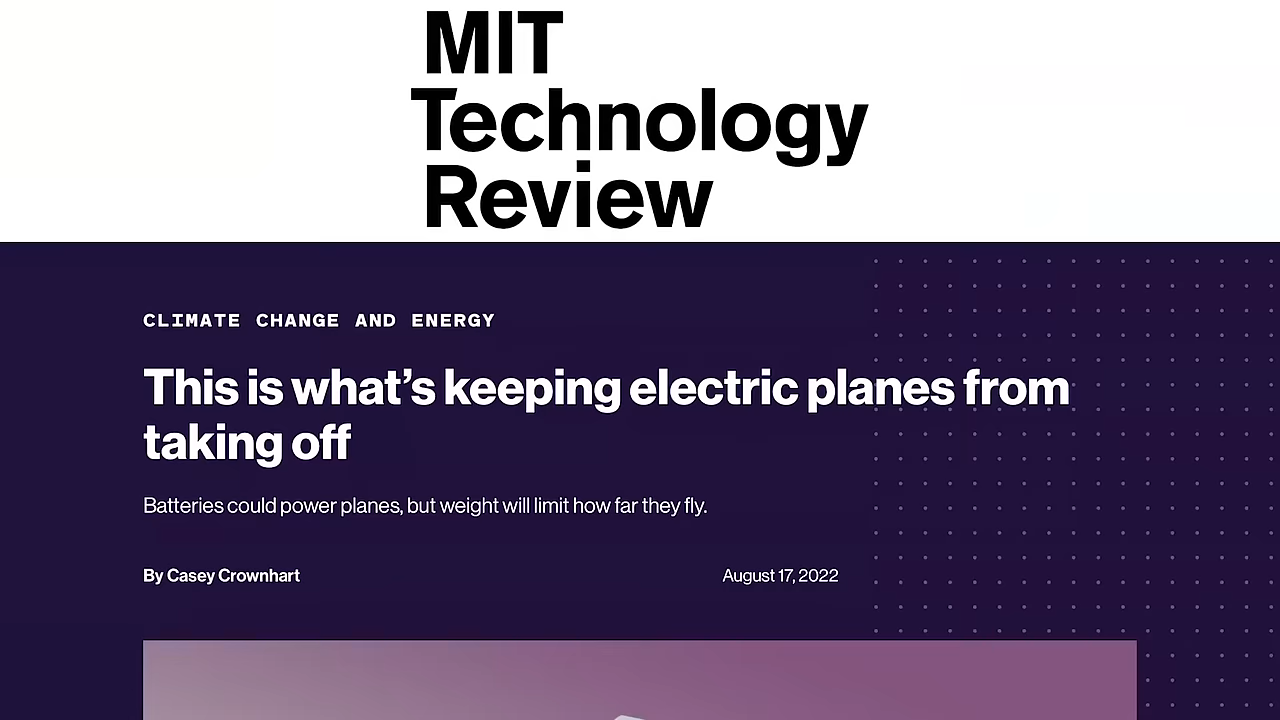 MIT
Technology
Review
CLIMATE CHANGE AND ENERGY
This is what’s keeping electric planes from
taking off
Batteries could power planes, but weight will limit how far they fly.
By Casey Crownhart
August 17, 2022